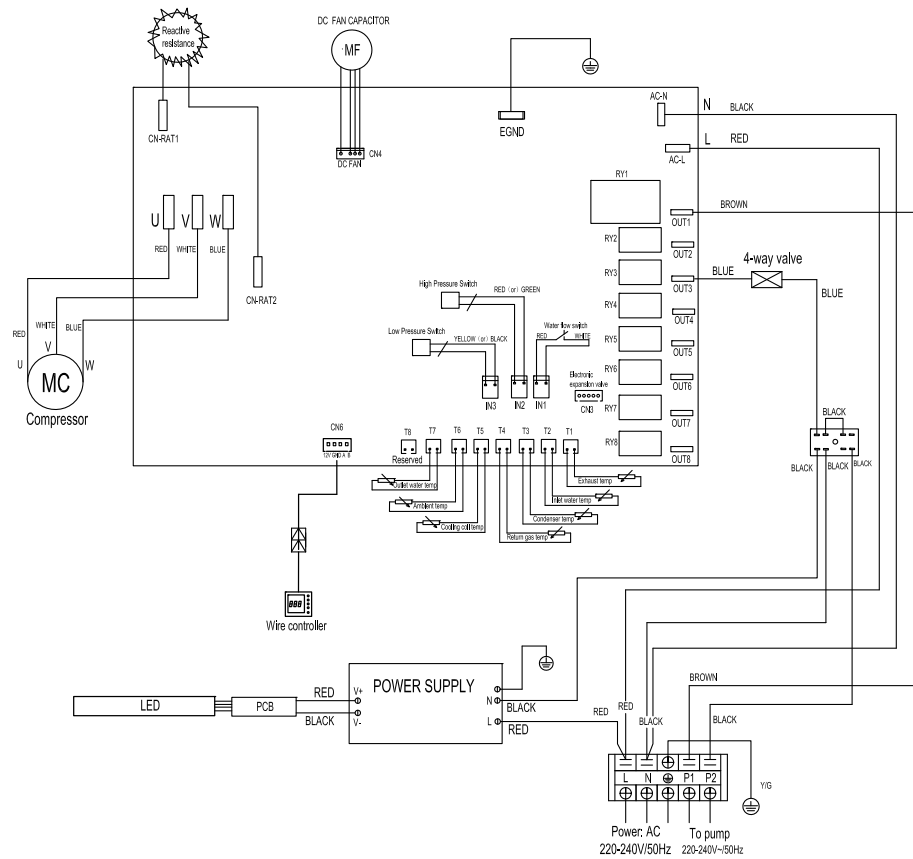 Reactive
resistance
DC FAN CAPACITOR
MF
CN-RAT1
CN4
DC FAN
EGND
AC-N
N
BLACK
L
RED
AC-L
RY1
BROWN
OUT1
U
V
W
RED
WHITE
BLUE
CN-RAT2
RY2
OUT2
RY3
OUT3
BLUE
4-way valve
BLUE
RY4
OUT4
RY5
OUT5
RY6
OUT6
RY7
OUT7
RY8
OUT8
High Pressure Switch
RED (or) GREEN
Low Pressure Switch
YELLOW (or) BLACK
Water flow switch
RED
WHITE
IN3
IN2
IN1
Electronic
expansion valve
CN3
RED
WHITE
BLUE
U
V
W
MC
Compressor
BLACK
BLACK
BLACK
BLACK
CN6
12V GND A B
T8
T7
T6
T5
T4
T3
T2
T1
Reserved
Outlet water temp
Ambient temp
Cooling coil temp
Exhaust temp
Inlet water temp
Condenser temp
Return gas temp
888
Wire controller
LED
PCB
RED
BLACK
V+
V-
POWER SUPPLY
N
L
BLACK
RED
RED
RED
BLACK
BROWN
BLACK
Y/G
L
N
P1
P2
Power: AC
220-240V/50Hz
To pump
220-240V~/50Hz